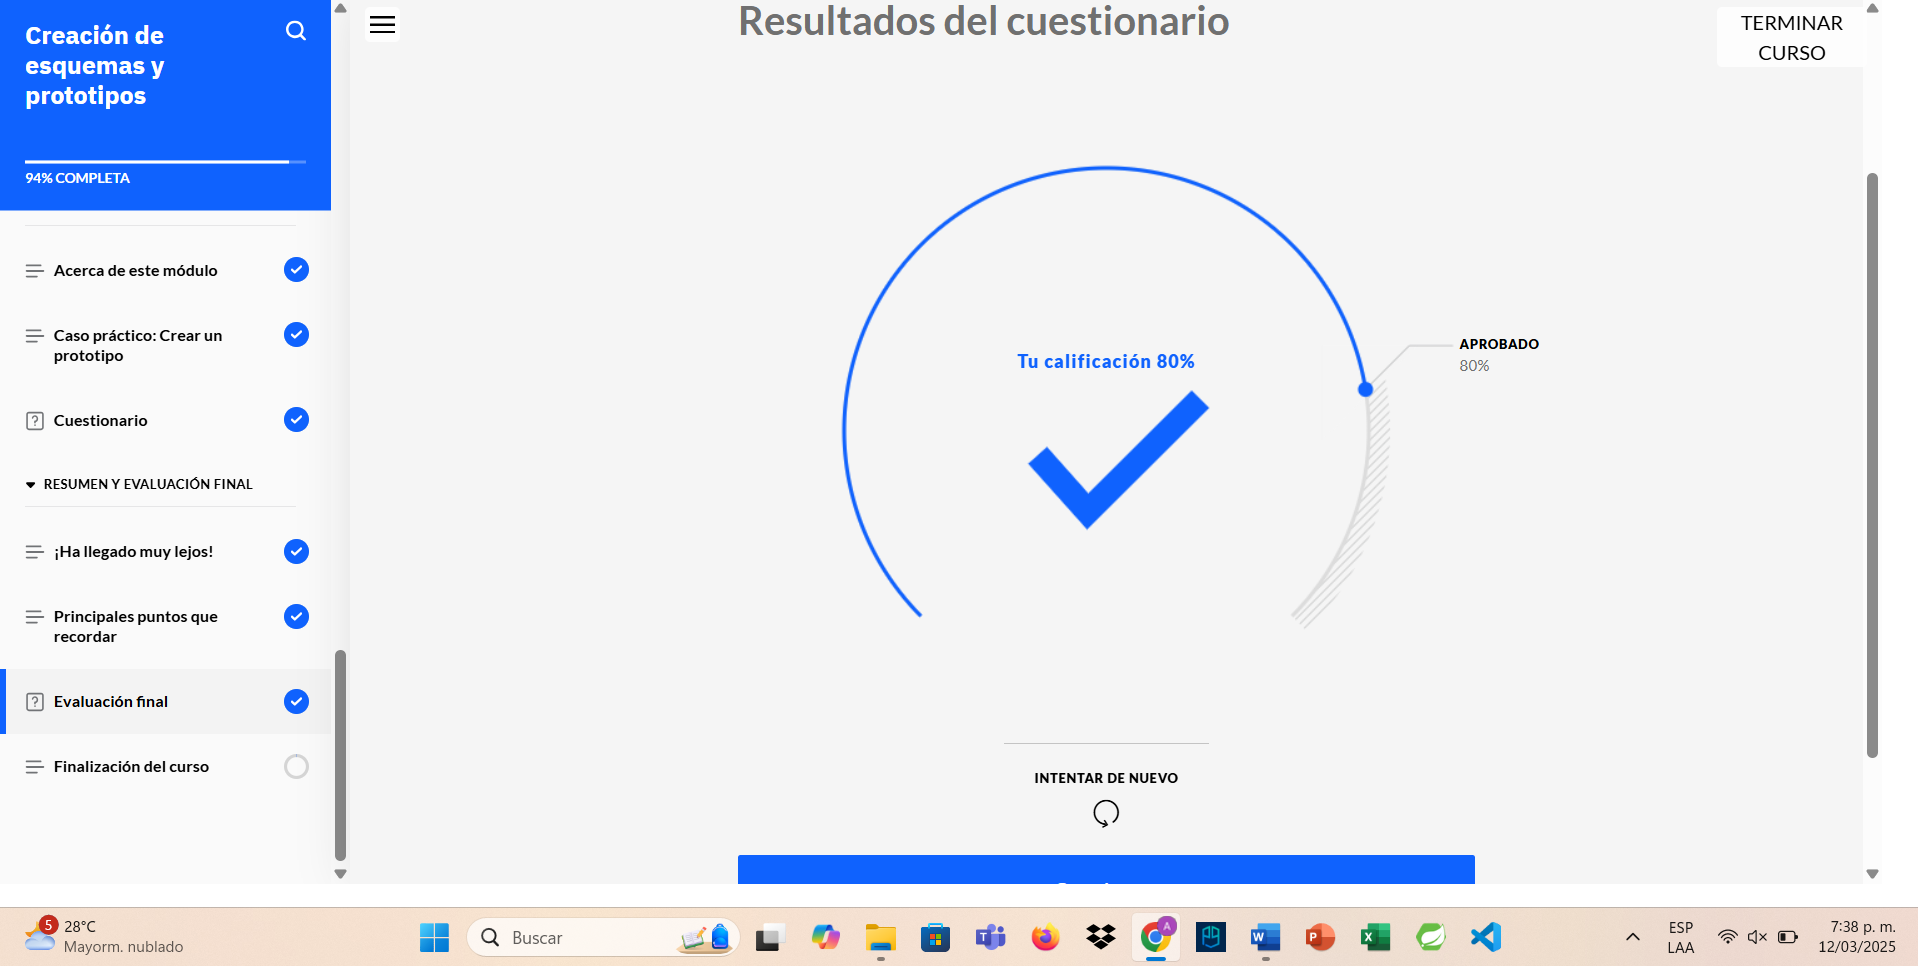 Creación de
esquemas y
prototipos
94% COMPLETA
Acerca de este módulo
Caso práctico: Crear un
prototipo
Cuestionario
RESUMEN Y EVALUACIÓN FINAL
¡Ha llegado muy lejos!
Principales puntos que
recordar
Evaluación final
Finalización del curso
Resultados del cuestionario
TERMINAR
CURSO
Tu calificación 80%
APROBADO
80%
INTENTAR DE NUEVO
5
28°C
Mayorm. nublado
Buscar
A
ESP
LAA
7:38 p. m.
12/03/2025